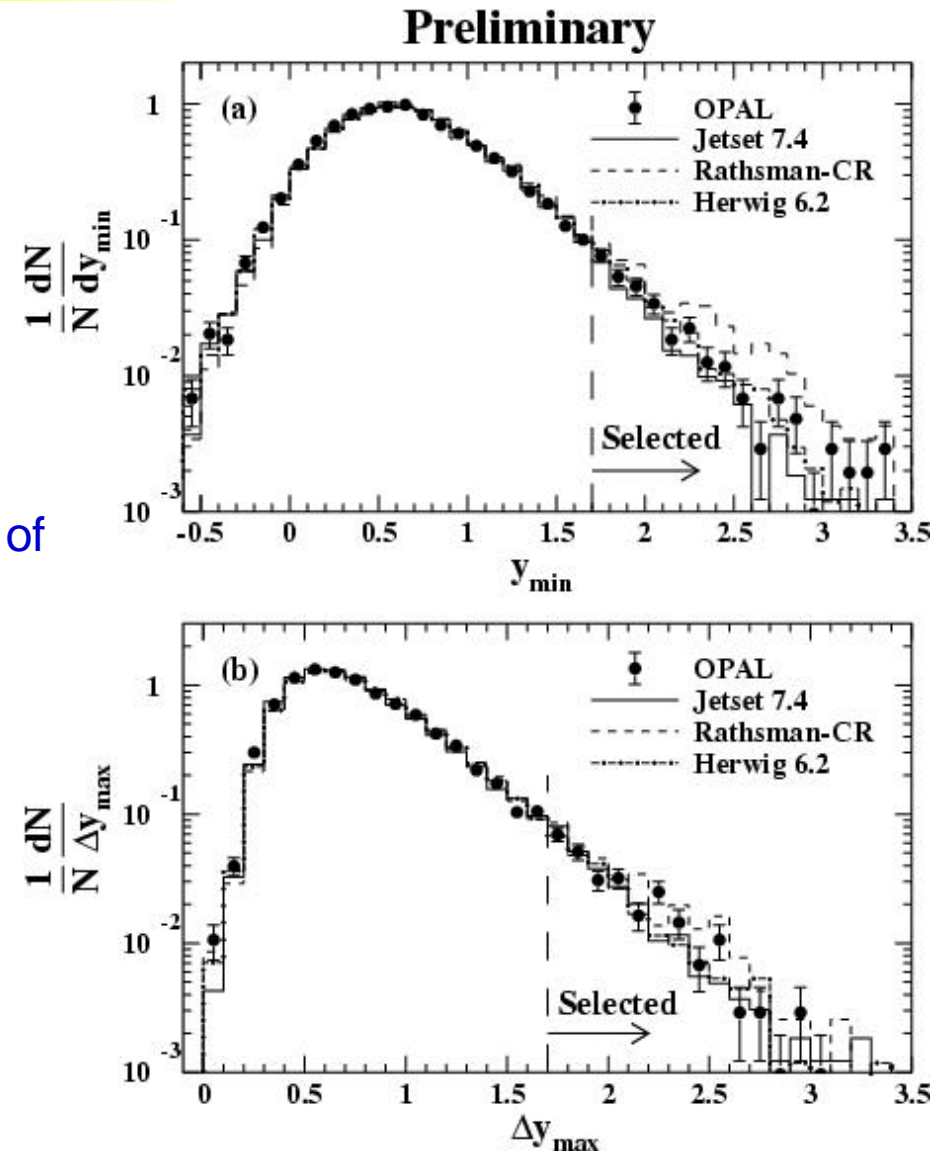 Preliminary
(a)
OPAL
Jetset 7.4
Rathsman-CR
Herwig 6.2
1
10 -1
10 -2
10 -3
1 dN
N dy min
Selected
-0.5 0 0.5 1 1.5 2 2.5 3 3.5
y min
of
(b)
OPAL
Jetset 7.4
Rathsman-CR
Herwig 6.2
1
10 -1
10 -2
10 -3
1 dN
N Δy max
Selected
0 0.5 1 1.5 2 2.5 3 3.5
Δy max